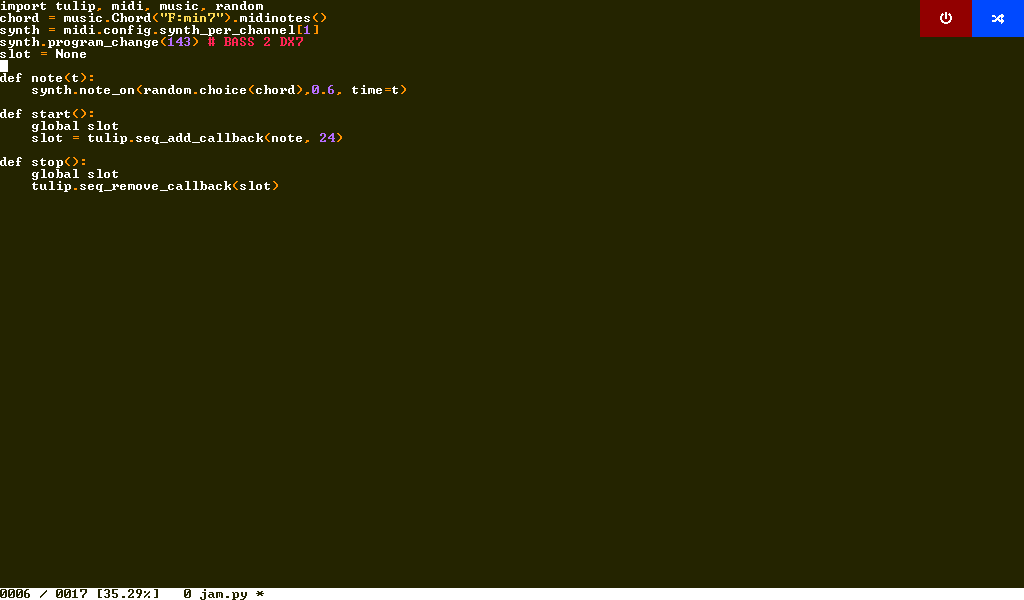 import tulip, midi, music, random
chord = music.Chord("F:min7").midinotes()
synth = midi.config.synth_per_channel[1]
synth.program_change(143) # BASS 2 DX7
slot = None
def note(t):
    synth.note_on(random.choice(chord),0.6, time=t)
def start():
    global slot
    slot = tulip.seq_add_callback(note, 24)
def stop():
    global slot
    tulip.seq_remove_callback(slot)
0006 / 0017 [35.29%]   0 jam.py *